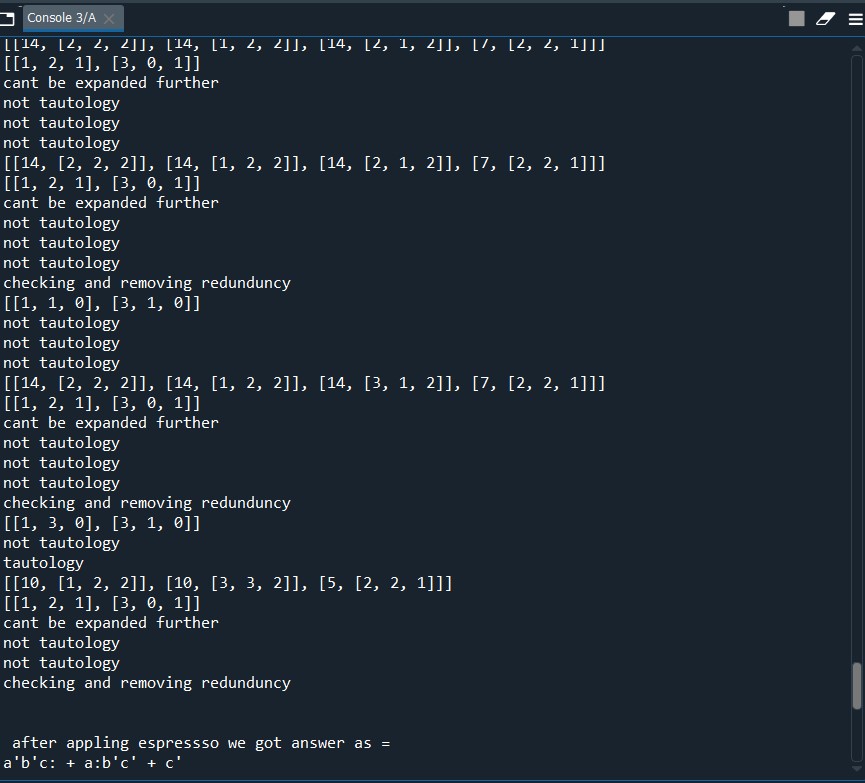 Console 3/A
[[14, [2, 2, 2]], [14, [1, 2, 2]], [14, [2, 1, 2]], [7, [2, 2, 1]]]
[[1, 2, 1], [3, 0, 1]]
cant be expanded further
not tautology
not tautology
not tautology
[[14, [2, 2, 2]], [14, [1, 2, 2]], [14, [2, 1, 2]], [7, [2, 2, 1]]]
[[1, 2, 1], [3, 0, 1]]
cant be expanded further
not tautology
not tautology
not tautology
checking and removing redunduncy
[[1, 1, 0], [3, 1, 0]]
not tautology
not tautology
not tautology
[[14, [2, 2, 2]], [14, [1, 2, 2]], [14, [3, 1, 2]], [7, [2, 2, 1]]]
[[1, 2, 1], [3, 0, 1]]
cant be expanded further
not tautology
not tautology
not tautology
checking and removing redunduncy
[[1, 3, 0], [3, 1, 0]]
not tautology
tautology
[[10, [1, 2, 2]], [10, [3, 3, 2]], [5, [2, 2, 1]]]
[[1, 2, 1], [3, 0, 1]]
cant be expanded further
not tautology
not tautology
checking and removing redunduncy
after appling espressso we got answer as =
a'b'c: + a:b'c' + c'